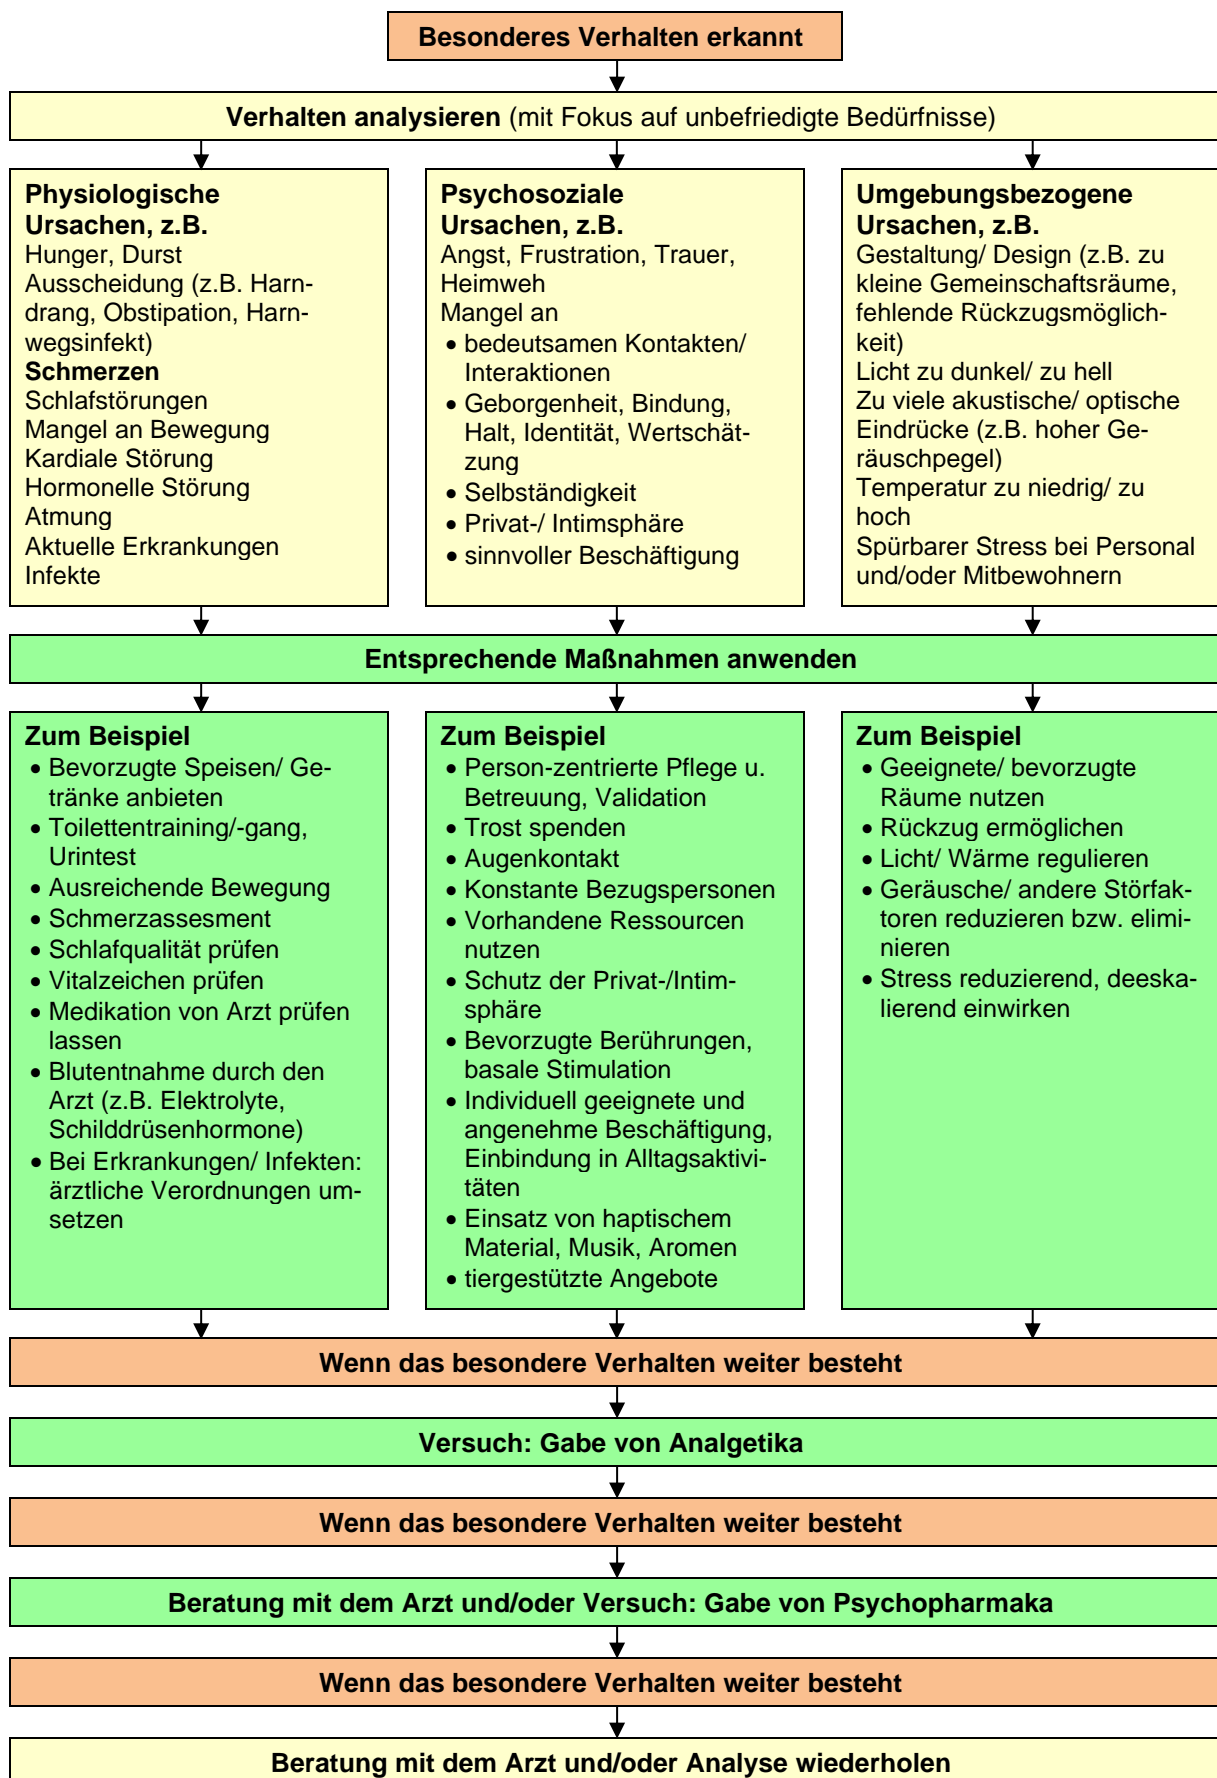 Besonderes Verhalten erkannt
Verhalten analysieren (mit Fokus auf unbefriedigte Bedürfnisse)
Physiologische
Ursachen, z.B.
Hunger, Durst
Ausscheidung (z.B. Harn-
drang, Obstipation, Harn-
wegsinfekt)
Schmerzen
Schlafstörungen
Mangel an Bewegung
Kardiale Störung
Hormonelle Störung
Atmung
Aktuelle Erkrankungen
Infekte
Psychosoziale
Ursachen, z.B.
Angst, Frustration, Trauer,
Heimweh
Mangel an
• bedeutsamen Kontakten/
Interaktionen
• Geborgenheit, Bindung,
Halt, Identität, Wertschät-
zung
• Selbständigkeit
• Privat-/ Intimsphäre
• sinnvoller Beschäftigung
Umgebungsbezogene
Ursachen, z.B.
Gestaltung/ Design (z.B. zu
kleine Gemeinschaftsräume,
fehlende Rückzugsmöglich-
keit)
Licht zu dunkel/ zu hell
Zu viele akustische/ optische
Eindrücke (z.B. hoher Ge-
räuschpegel)
Temperatur zu niedrig/ zu
hoch
Spürbarer Stress bei Personal
und/oder Mitbewohnern
Entsprechende Maßnahmen anwenden
Zum Beispiel
• Bevorzugte Speisen/ Ge-
tränke anbieten
• Toilettentraining/-gang,
Urintest
• Ausreichende Bewegung
• Schmerzassesment
• Schlafqualität prüfen
• Vitalzeichen prüfen
• Medikation von Arzt prüfen
lassen
• Blutentnahme durch den
Arzt (z.B. Elektrolyte,
Schilddrüsenhormone)
• Bei Erkrankungen/ Infekten:
ärztliche Verordnungen um-
setzen
Zum Beispiel
• Person-zentrierte Pflege u.
Betreuung, Validation
• Trost spenden
• Augenkontakt
• Konstante Bezugspersonen
• Vorhandene Ressourcen
nutzen
• Schutz der Privat-/Intim-
sphäre
• Bevorzugte Berührungen,
basale Stimulation
• Individuell geeignete und
angenehme Beschäftigung,
Einbindung in Alltagsaktivi-
täten
• Einsatz von haptischem
Material, Musik, Aromen
• tiergestützte Angebote
Zum Beispiel
• Geeignete/ bevorzugte
Räume nutzen
• Rückzug ermöglichen
• Licht/ Wärme regulieren
• Geräusche/ andere Störfak-
toren reduzieren bzw. elimi-
nieren
• Stress reduzierend, deeska-
lierend einwirken
Wenn das besondere Verhalten weiter besteht
Versuch: Gabe von Analgetika
Wenn das besondere Verhalten weiter besteht
Beratung mit dem Arzt und/oder Versuch: Gabe von Psychopharmaka
Wenn das besondere Verhalten weiter besteht
Beratung mit dem Arzt und/oder Analyse wiederholen